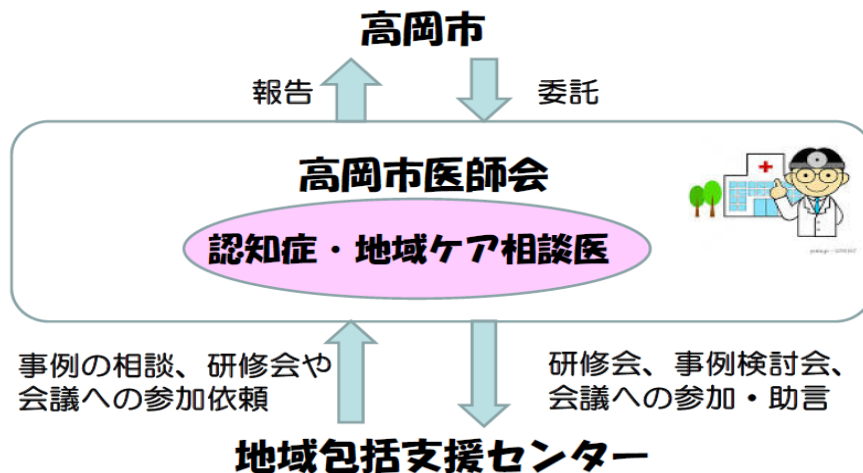 高岡市
報告
委託
高岡市医師会
認知症・地域ケア相談医
事例の相談、研修会や
会議への参加依頼
研修会、事例検討会、
会議への参加・助言
地域包括支援センター